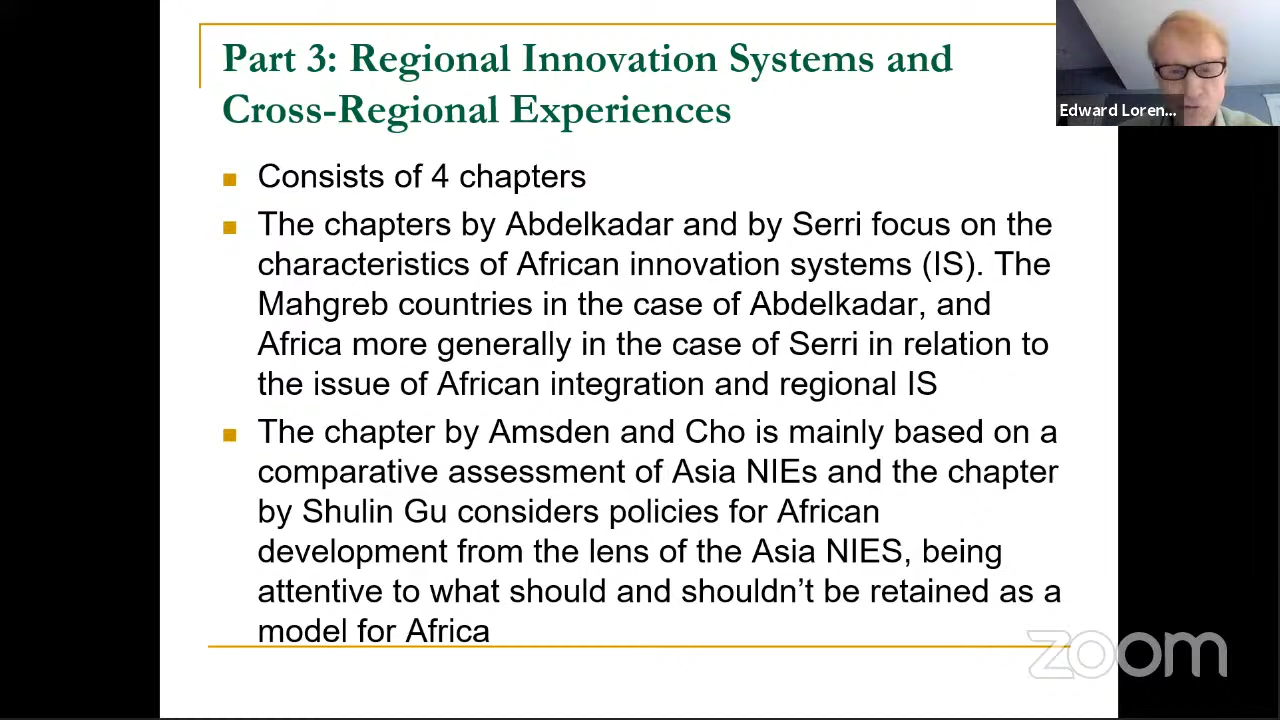 Part 3: Regional Innovation Systems and
Cross-Regional Experiences
Edward Loren...
Consists of 4 chapters
The chapters by Abdelkadar and by Serri focus on the
characteristics of African innovation systems (IS). The
Mahgreb countries in the case of Abdelkadar, and
Africa more generally in the case of Serri in relation to
the issue of African integration and regional IS
The chapter by Amsden and Cho is mainly based on a
comparative assessment of Asia NIEs and the chapter
by Shulin Gu considers policies for African
development from the lens of the Asia NIES, being
attentive to what should and shouldn’t be retained as a
model for Africa
zoom